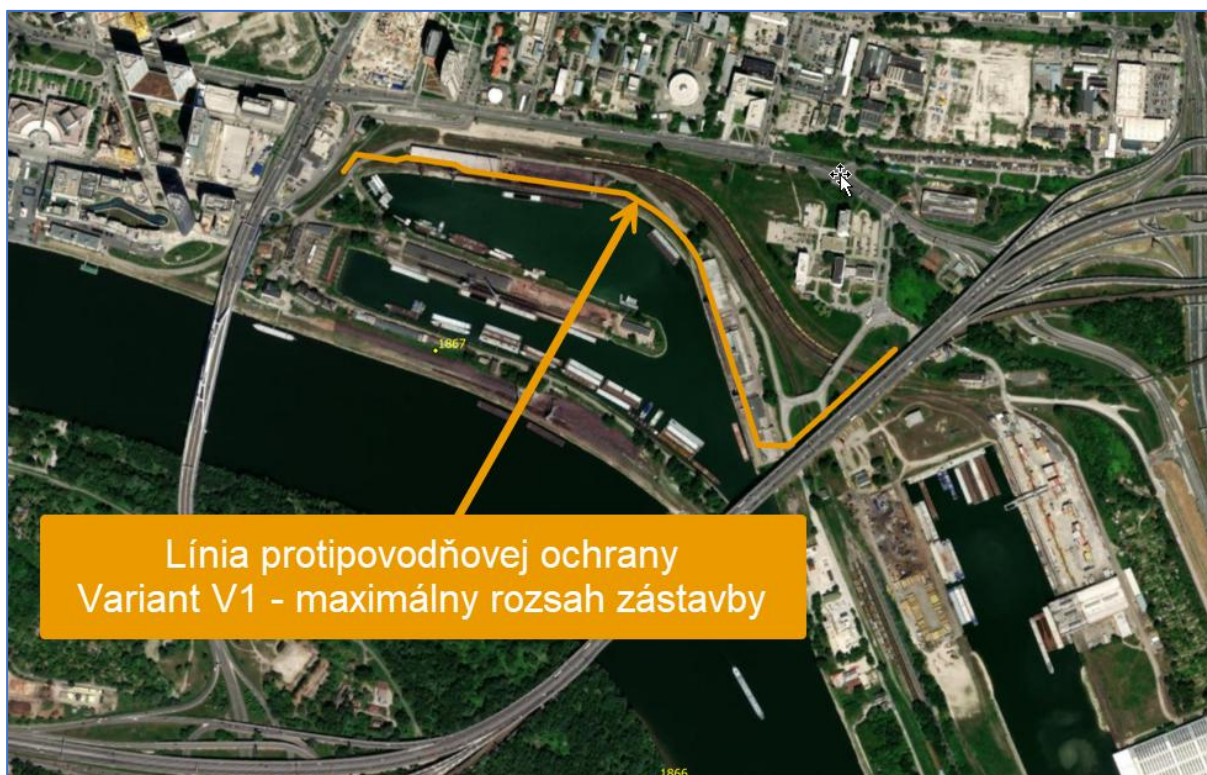 1867
Línia protipovodňovej ochrany
Variant V1 - maximálny rozsah zástavby
1866